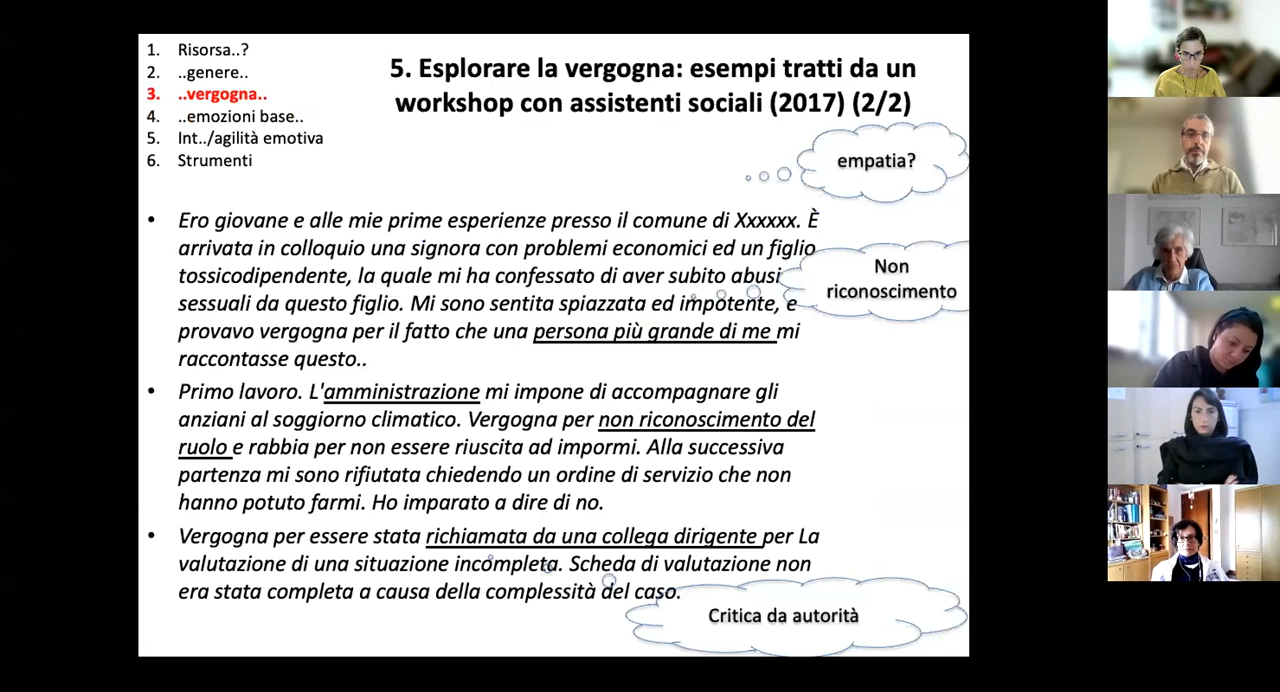 1. Risorsa..?
2. ..genere..
3. ..vergogna..
4. ..emozioni base..
5. Int../agilità emotiva
6. Strumenti
5. Esplorare la vergogna: esempi tratti da un
workshop con assistenti sociali (2017) (2/2)
empatia?
• Ero giovane e alle mie prime esperienze presso il comune di Xxxxxx. È
arrivata in colloquio una signora con problemi economici ed un figlio
tossicodipendente, la quale mi ha confessato di aver subito abusi
sessuali da questo figlio. Mi sono sentita spiazzata ed impotente, e
provavo vergogna per il fatto che una persona più grande di me mi
raccontasse questo..
Non
riconoscimento
• Primo lavoro. L'amministrazione mi impone di accompagnare gli
anziani al soggiorno climatico. Vergogna per non riconoscimento del
ruolo e rabbia per non essere riuscita ad impormi. Alla successiva
partenza mi sono rifiutata chiedendo un ordine di servizio che non
hanno potuto farmi. Ho imparato a dire di no.
• Vergogna per essere stata richiamata da una collega dirigente per La
valutazione di una situazione incompleta. Scheda di valutazione non
era stata completa a causa della complessità del caso.
Critica da autorità